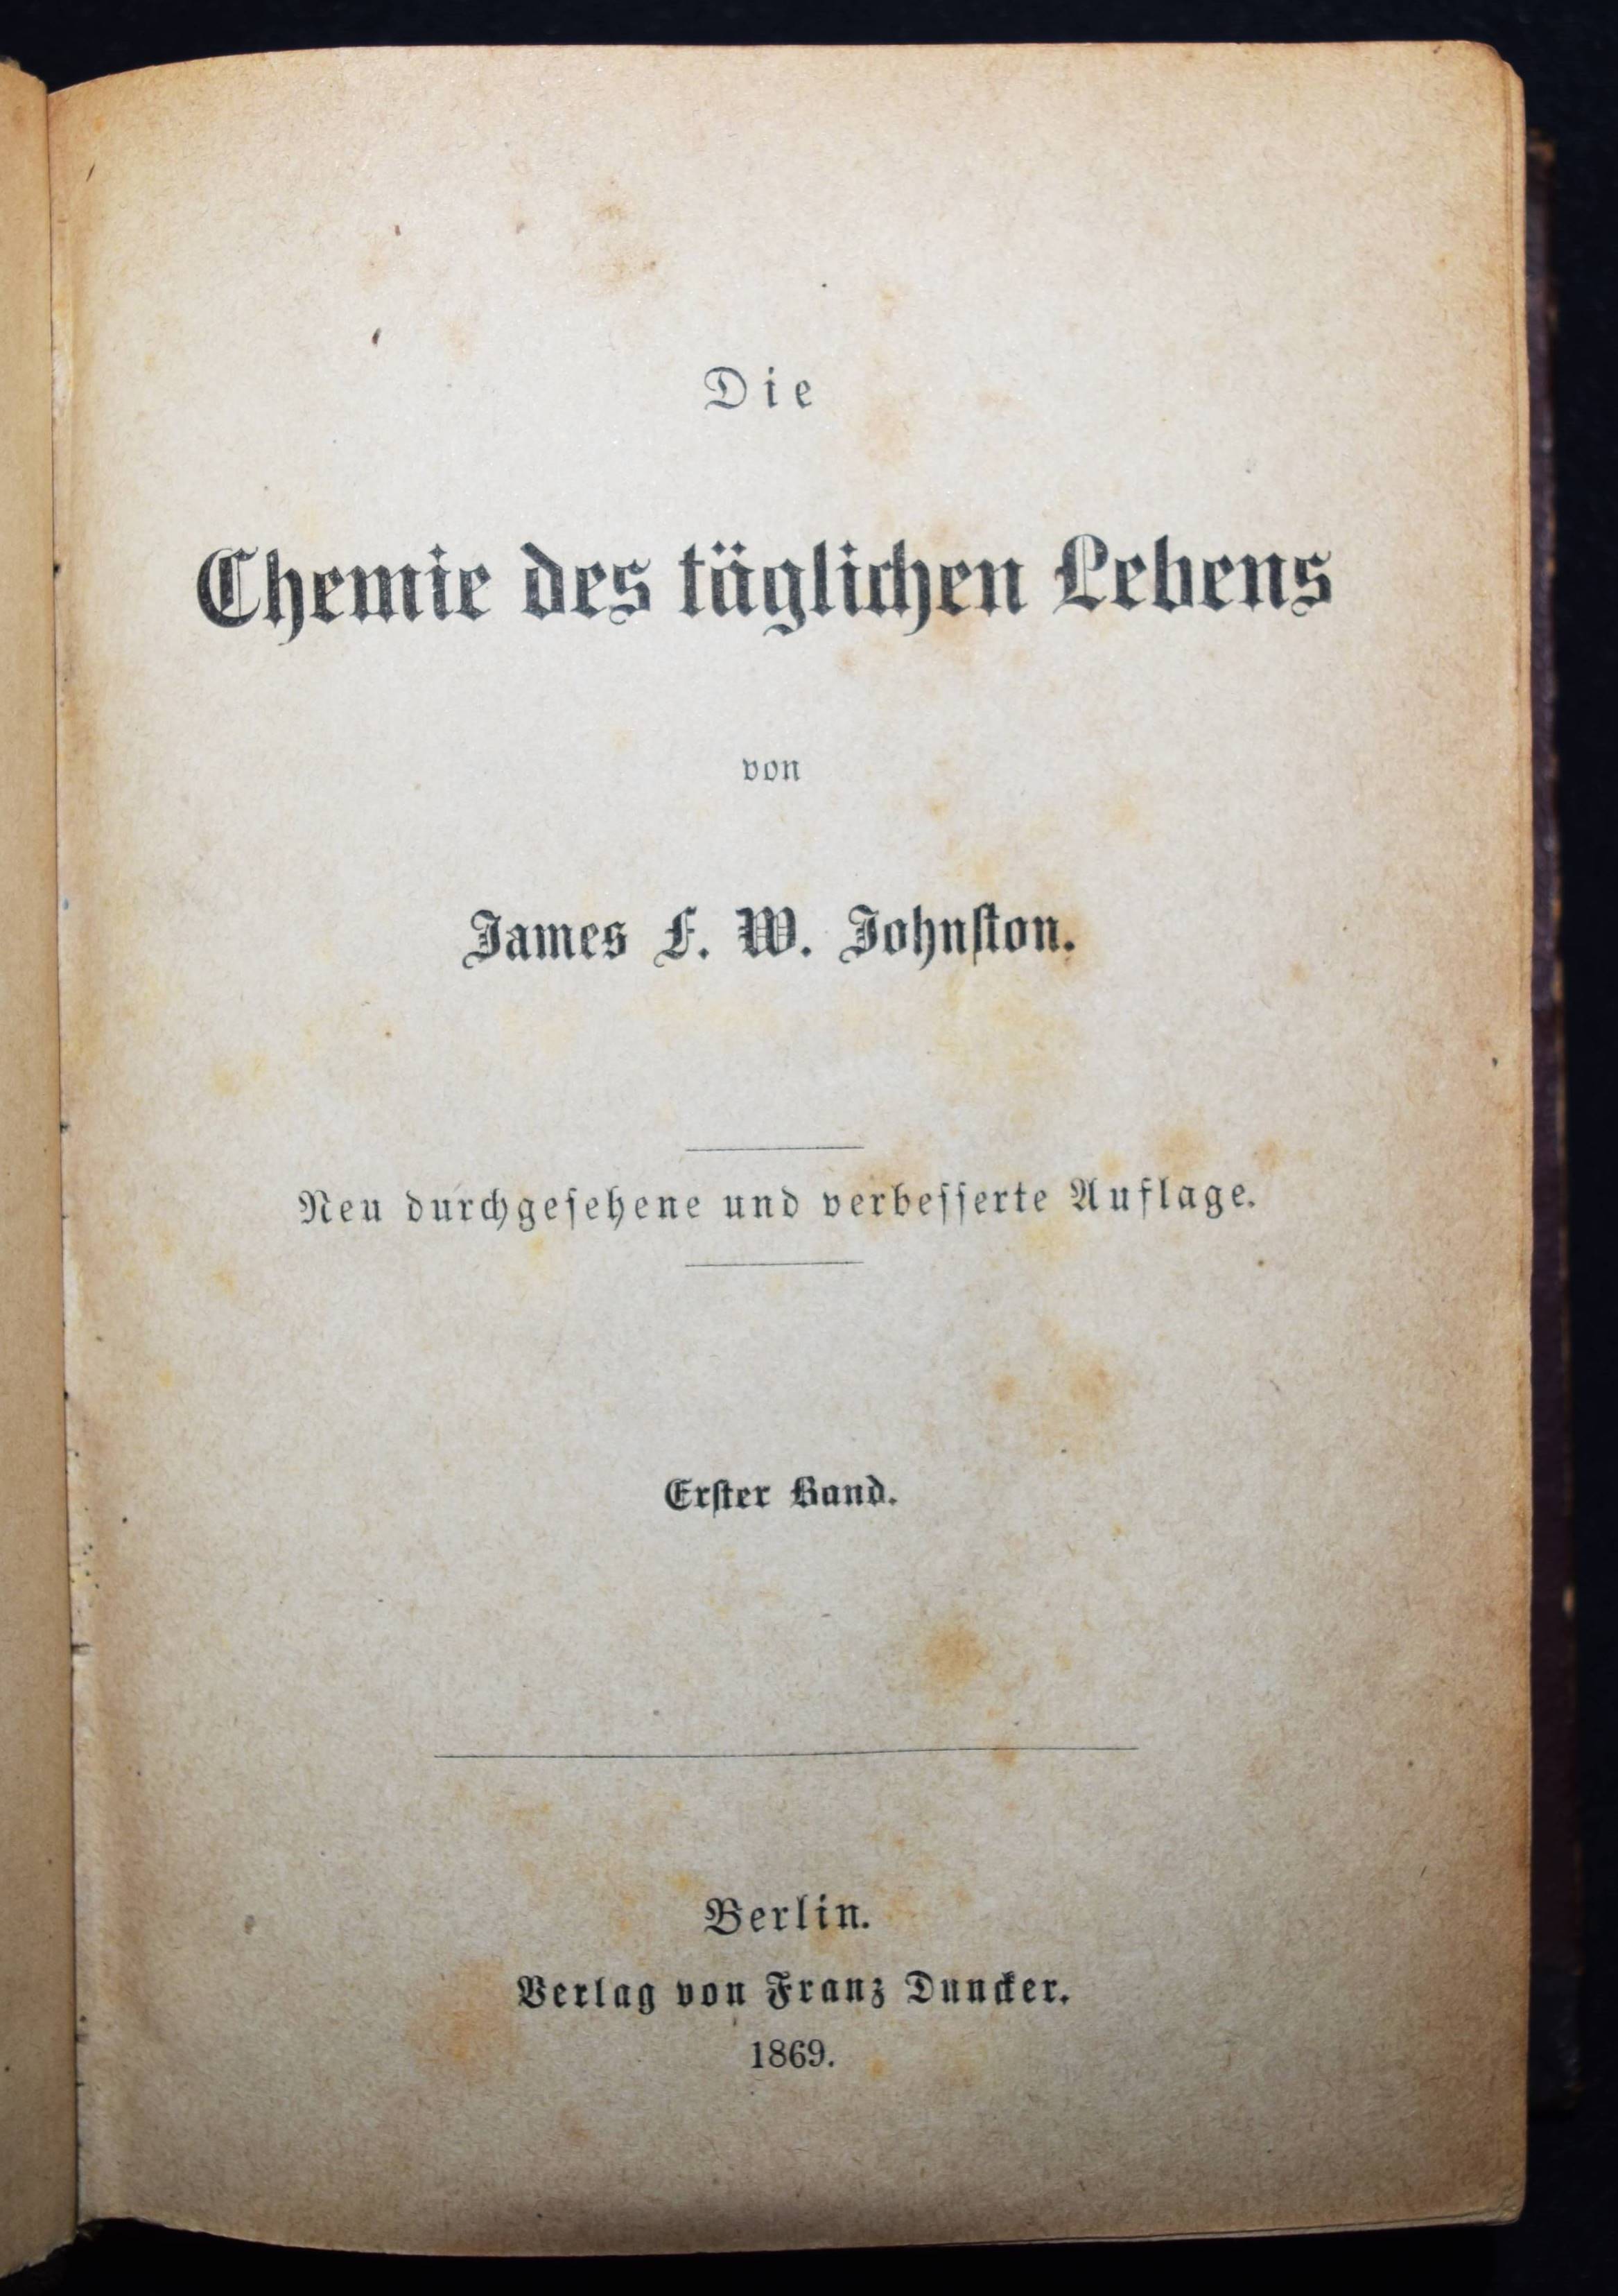 Die
Chemie des täglichen Lebens
von
James F. W. Johnston.
Neu durchgesehene und verbesserte Auflage.
Erster Band.
Berlin.
Verlag von Franz Duncker.
1869.